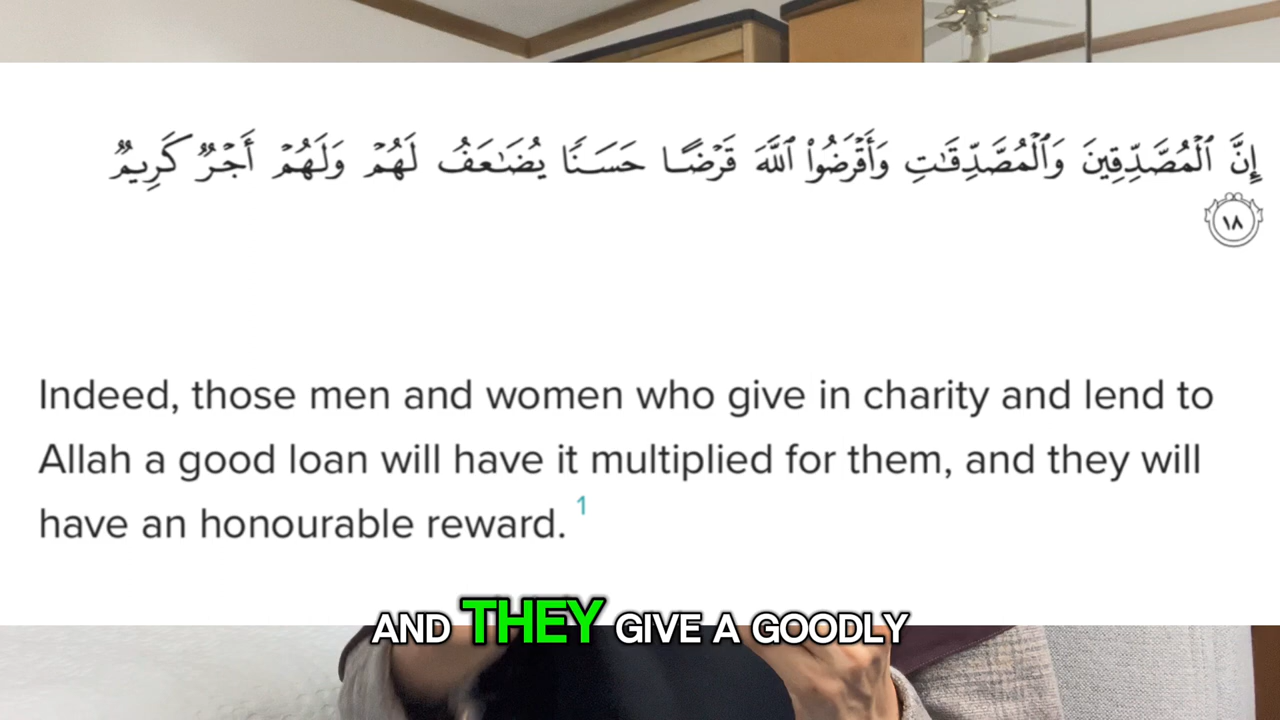 إِنَّ ٱلْمُصَّدِّقِينَ وَٱلْمُصَّدِّقَـٰتِ وَأَقْرَضُوا۟ ٱللَّهَ قَرْضًا حَسَنًۭا يُضَـٰعَفُ لَهُمْ وَلَهُمْ أَجْرٌۭ كَرِيمٌۭ
١٨
Indeed, those men and women who give in charity and lend to
Allah a good loan will have it multiplied for them, and they will
have an honourable reward. 1
AND THEY GIVE A GOODLY